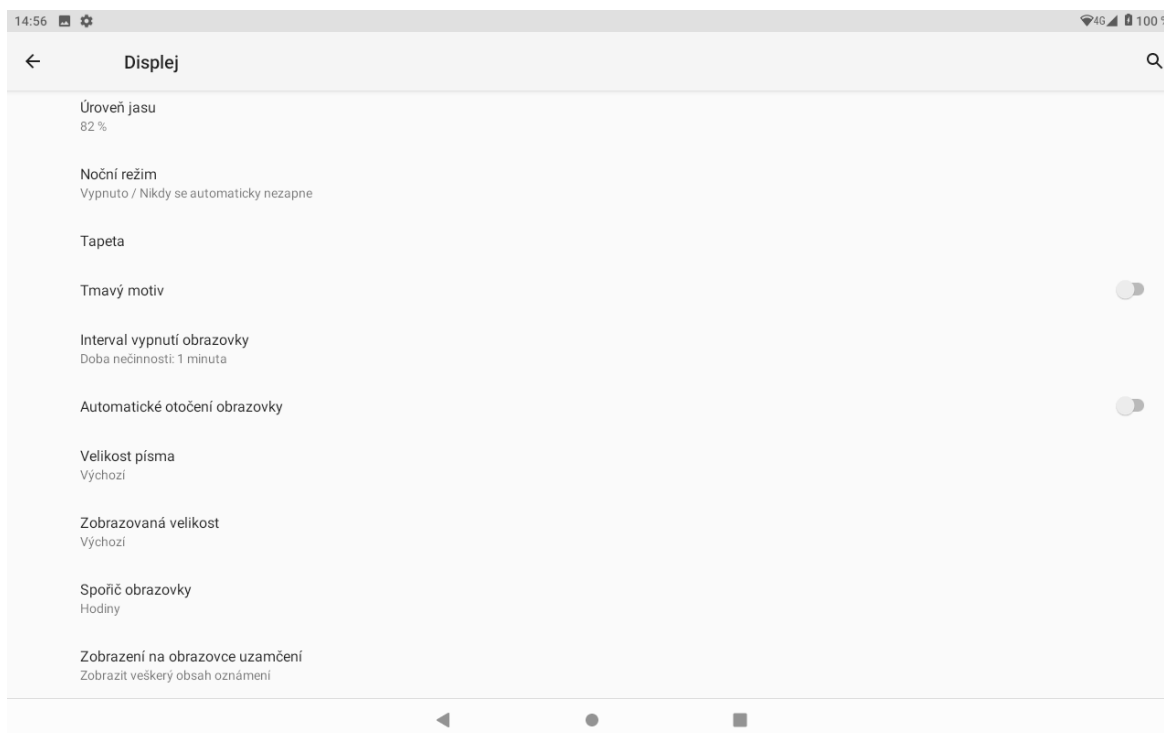 14:56 4G 100 %
Displej
Úroveň jasu
82 %
Noční režim
Vypnuto / Nikdy se automaticky nezapne
Tapeta
Tmavý motiv
Interval vypnutí obrazovky
Doba nečinnosti: 1 minuta
Automatické otočení obrazovky
Velikost písma
Výchozí
Zobrazovaná velikost
Výchozí
Spořič obrazovky
Hodiny
Zobrazení na obrazovce uzamčení
Zobrazit veškerý obsah oznámení